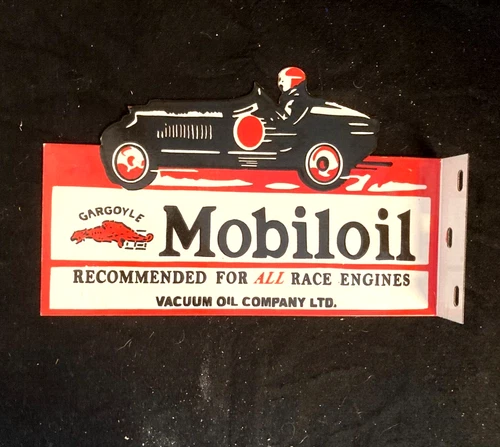 GARGOYLE
Mobiloil
RECOMMENDED FOR ALL RACE ENGINES
VACUUM OIL COMPANY LTD.